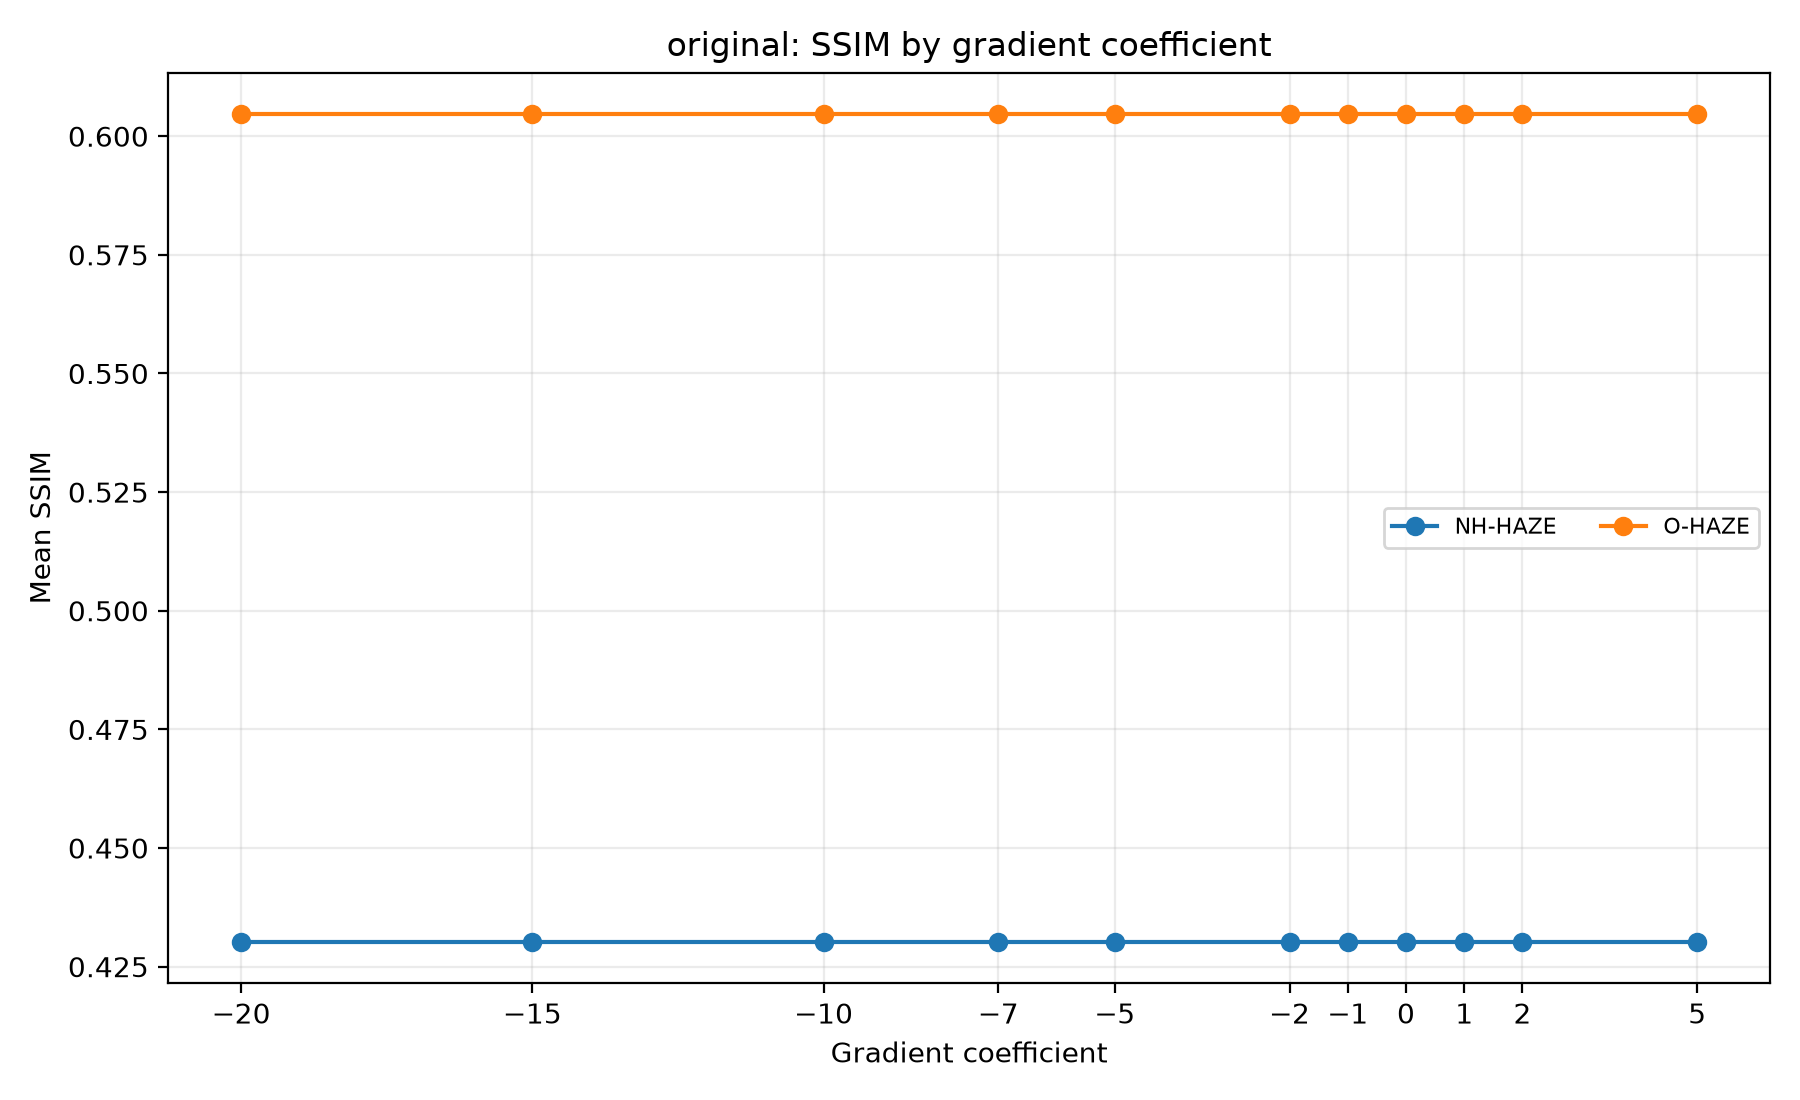 original: SSIM by gradient coefficient
Mean SSIM
0.600
0.575
0.550
0.525
0.500
0.475
0.450
0.425
NH-HAZE O-HAZE
−20 −15 −10 −7 −5 −2 −1 0 1 2 5
Gradient coefficient